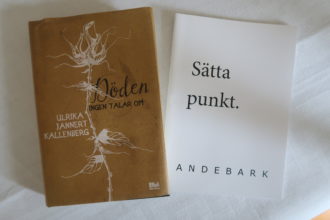 Döden
INGEN TALAR OM
ULRIKA
JANNERT
KALLENBERG
Sätta
punkt.
ANDEBARK